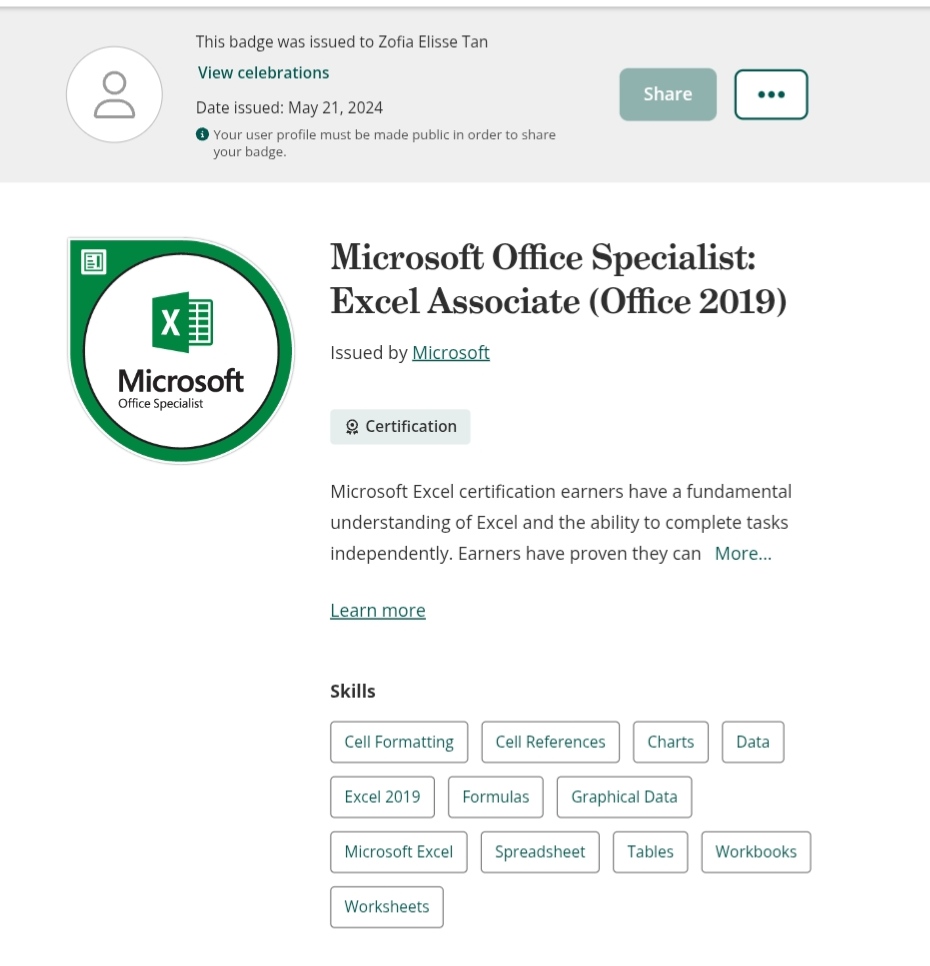 This badge was issued to Zofia Elisse Tan
View celebrations
Date issued: May 21, 2024
Your user profile must be made public in order to share
your badge.
Share
Microsoft Office Specialist:
Excel Associate (Office 2019)
Issued by Microsoft
X
Microsoft
Office Specialist
Certification
Microsoft Excel certification earners have a fundamental
understanding of Excel and the ability to complete tasks
independently. Earners have proven they can More...
Learn more
Skills
Cell Formatting Cell References Charts Data
Excel 2019 Formulas Graphical Data
Microsoft Excel Spreadsheet Tables Workbooks
Worksheets